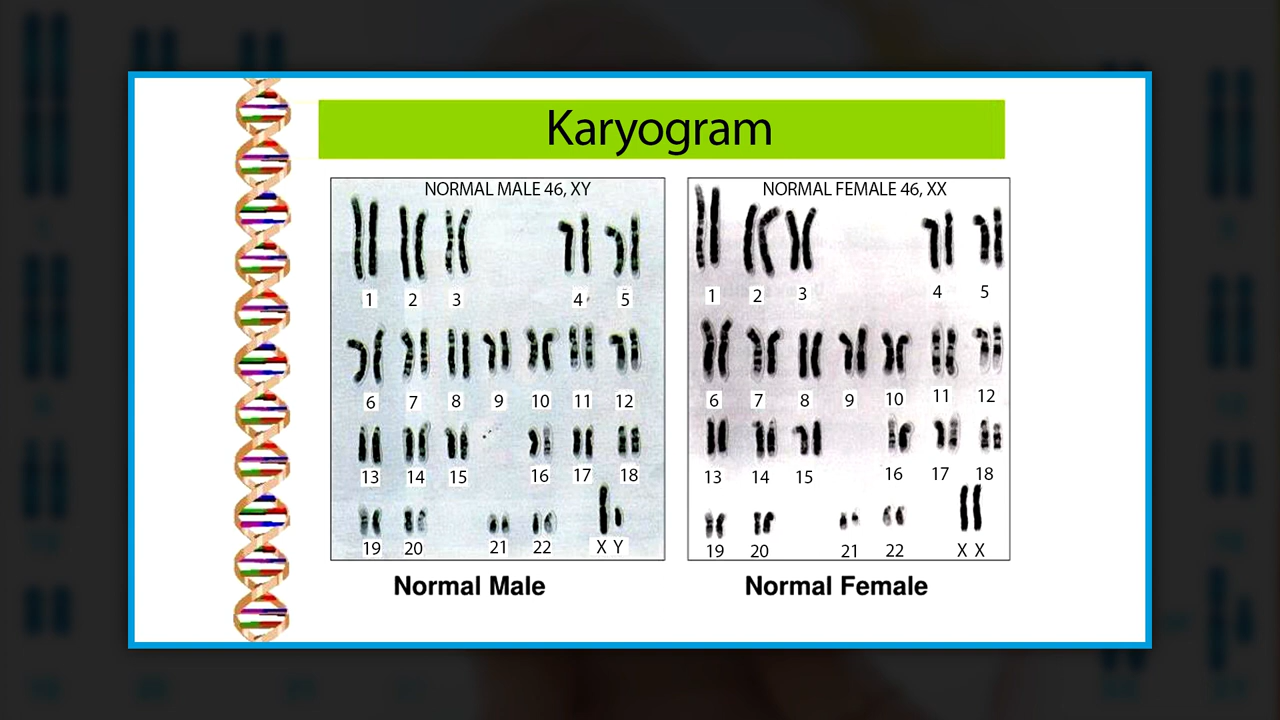 Karyogram
NORMAL MALE 46, XY
1 2 3 4 5
6 7 8 9 10 11 12
13 14 15 16 17 18
19 20 21 22 X Y
Normal Male
NORMAL FEMALE 46, XX
1 2 3 4 5
6 7 8 9 10 11 12
13 14 15 16 17 18
19 20 21 22 X X
Normal Female